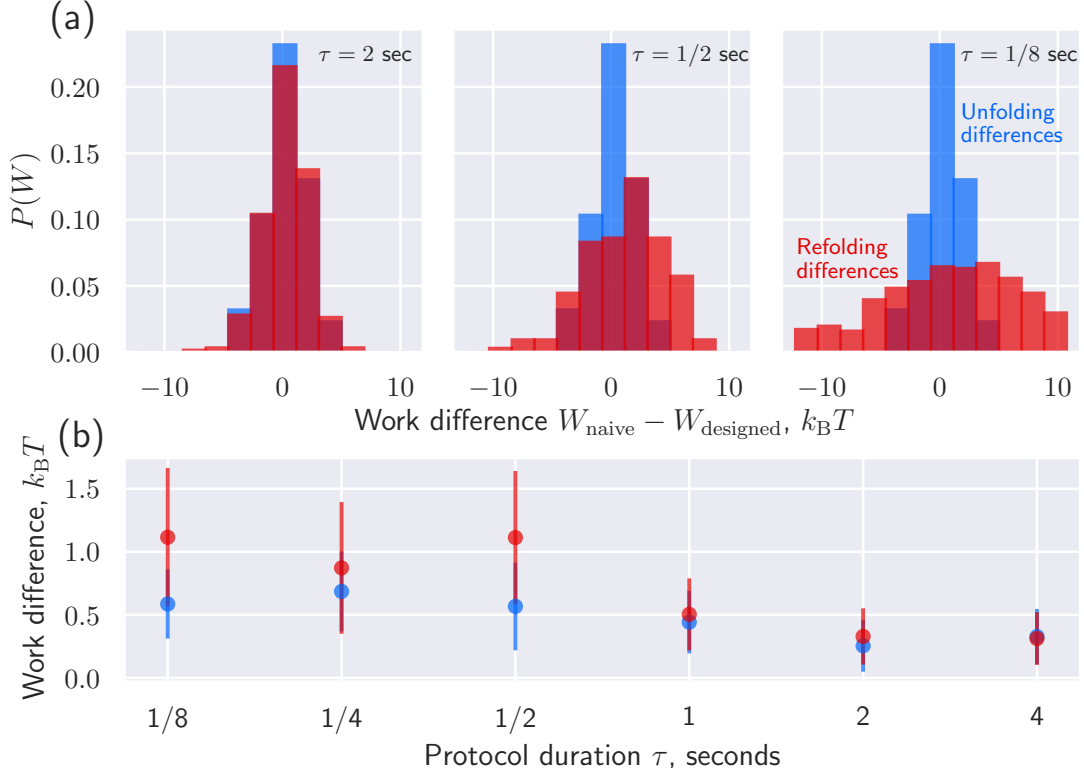 (a)
τ = 2 sec
τ = 1/2 sec
τ = 1/8 sec
Unfolding
differences
Refolding
differences
P(W)
0.20
0.15
0.10
0.05
0.00
−10 0 10
−10 0 10
−10 0 10
Work difference W_naive − W_designed, k_BT
(b)
Work difference, k_BT
1.5
1.0
0.5
0.0
1/8 1/4 1/2 1 2 4
Protocol duration τ, seconds